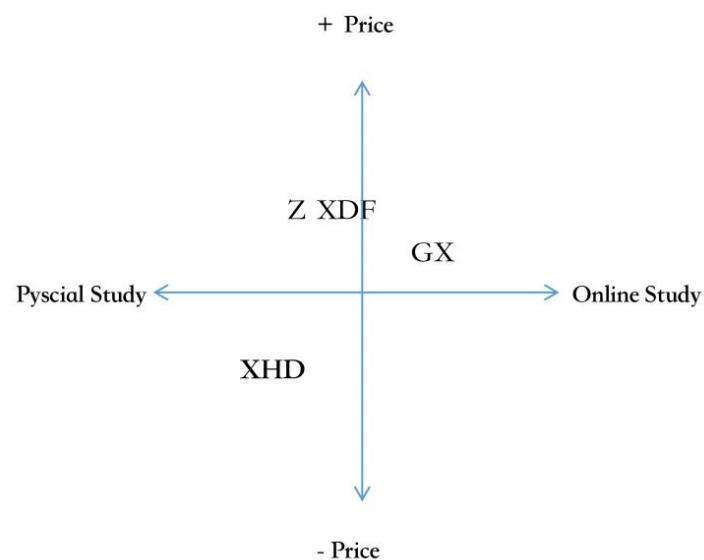 + Price
Z XDF
GX
Pyscial Study
Online Study
XHD
- Price